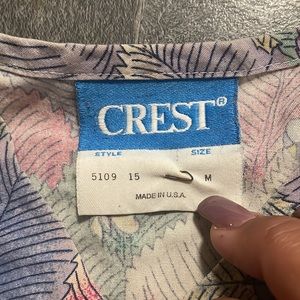 CREST®
STYLE SIZE
5109 15 M
MADE IN U.S.A.